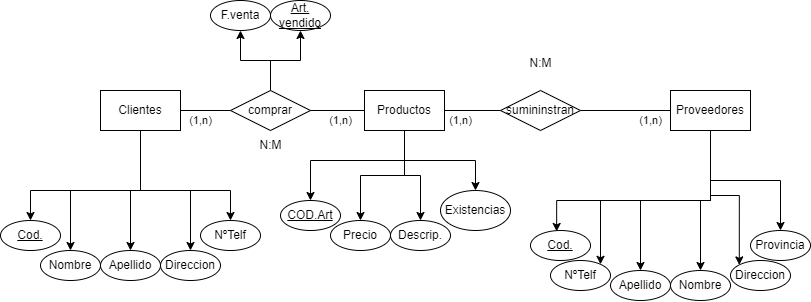 F.venta
Art.
vendido
N:M
Clientes
comprar
Productos
sumininstran
Proveedores
(1,n)
(1,n)
(1,n)
(1,n)
N:M
Cod.
Nombre
Apellido
Direccion
NºTelf
COD.Art
Precio
Descrip.
Existencias
Cod.
NºTelf
Apellido
Nombre
Direccion
Provincia